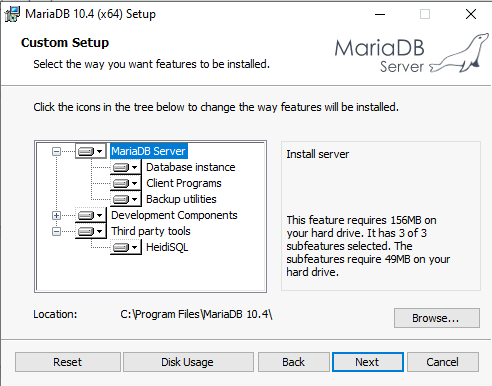 MariaDB 10.4 (x64) Setup
Custom Setup
Select the way you want features to be installed.
MariaDB
Server
Click the icons in the tree below to change the way features will be installed.
MariaDB Server
Database instance
Client Programs
Backup utilities
Development Components
Third party tools
HeidiSQL
Install server
This feature requires 156MB on
your hard drive. It has 3 of 3
subfeatures selected. The
subfeatures require 49MB on your
hard drive.
Location: C:\Program Files\MariaDB 10.4\
Browse...
Reset Disk Usage Back Next Cancel